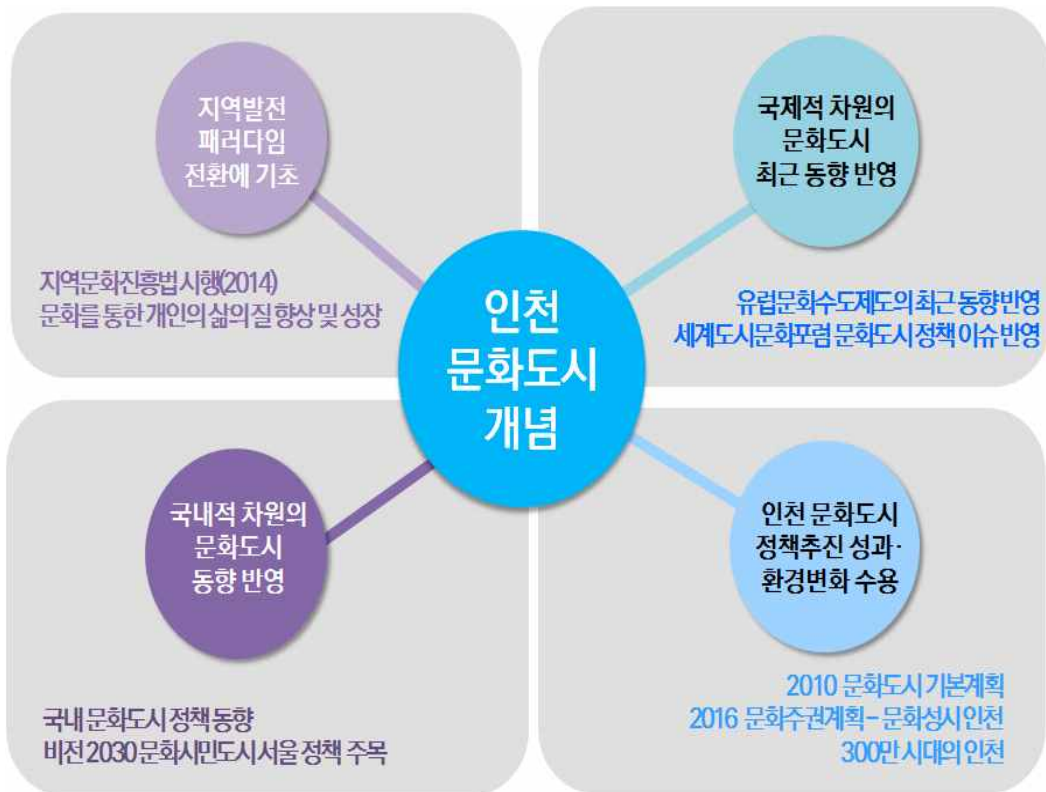 지역발전
패러다임
전환에 기초
지역문화진흥법 시행(2014)
문화를 통한 개인의 삶의 질 향상 및 성장
국제적 차원의
문화도시
최근 동향 반영
유럽문화수도제도의 최근 동향 반영
세계도시문화포럼 문화도시 정책 이슈 반영
인천
문화도시
개념
국내적 차원의
문화도시
동향 반영
국내 문화도시 정책 동향
비전 2030 문화시민도시 서울 정책 주목
인천 문화도시
정책추진 성과·
환경변화 수용
2010 문화도시 기본계획
2016 문화주권계획 - 문화성시 인천
300만 시대의 인천